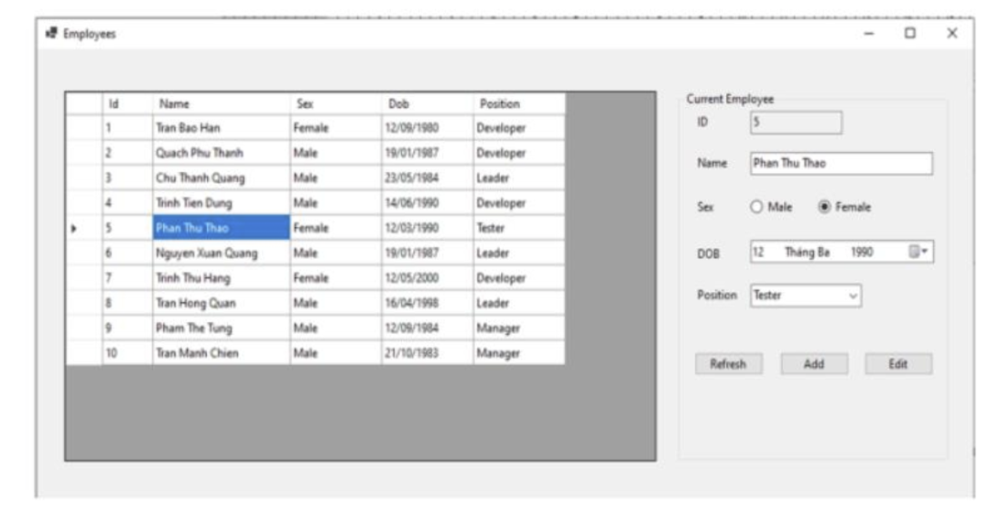 Employees
Id Name Sex Dob Position
1 Tran Bao Han Female 12/09/1980 Developer
2 Quach Phu Thanh Male 19/01/1987 Developer
3 Chu Thanh Quang Male 23/05/1984 Leader
4 Trinh Tien Dung Male 14/06/1990 Developer
5 Phan Thu Thao Female 12/03/1990 Tester
6 Nguyen Xuan Quang Male 19/01/1987 Leader
7 Trinh Thu Hang Female 12/05/2000 Developer
8 Tran Hong Quan Male 16/04/1998 Leader
9 Pham The Tung Male 12/09/1984 Manager
10 Tran Manh Chien Male 21/10/1983 Manager
Current Employee
ID 5
Name Phan Thu Thao
Sex Male Female
DOB 12 Tháng Ba 1990
Position Tester
Refresh Add Edit